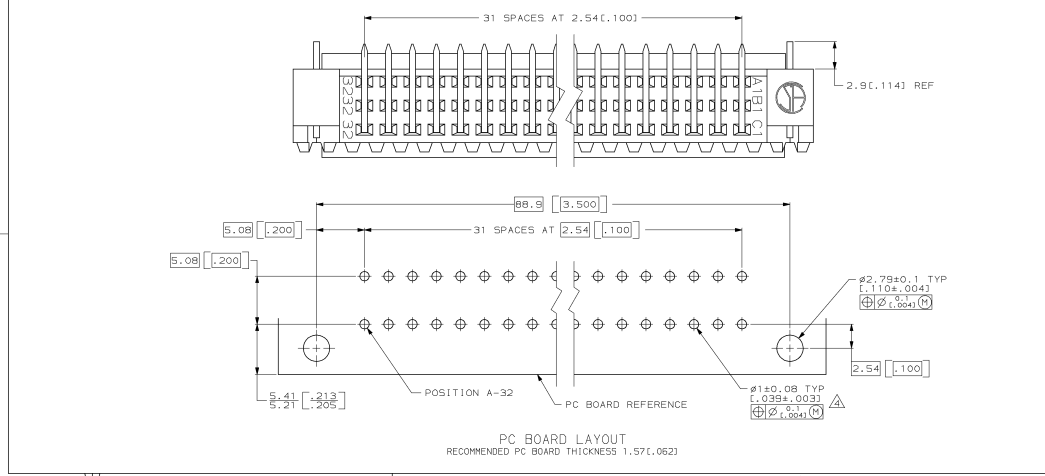 31 SPACES AT 2.54[.100]
2.9[.114] REF
32 32 32
A1 B1 C1
88.9 [3.500]
5.08 [.200]
31 SPACES AT 2.54 [.100]
5.08 [.200]
⌀2.79±0.1 TYP
[.110±.004]
⌖ ⌀ 0.1 [.004] Ⓜ
2.54 [.100]
5.41 [.213]
5.21 [.205]
POSITION A-32
PC BOARD REFERENCE
⌀1±0.08 TYP
[.039±.003] 4
⌖ ⌀ 0.1 [.004] Ⓜ
PC BOARD LAYOUT
RECOMMENDED PC BOARD THICKNESS 1.57[.062]